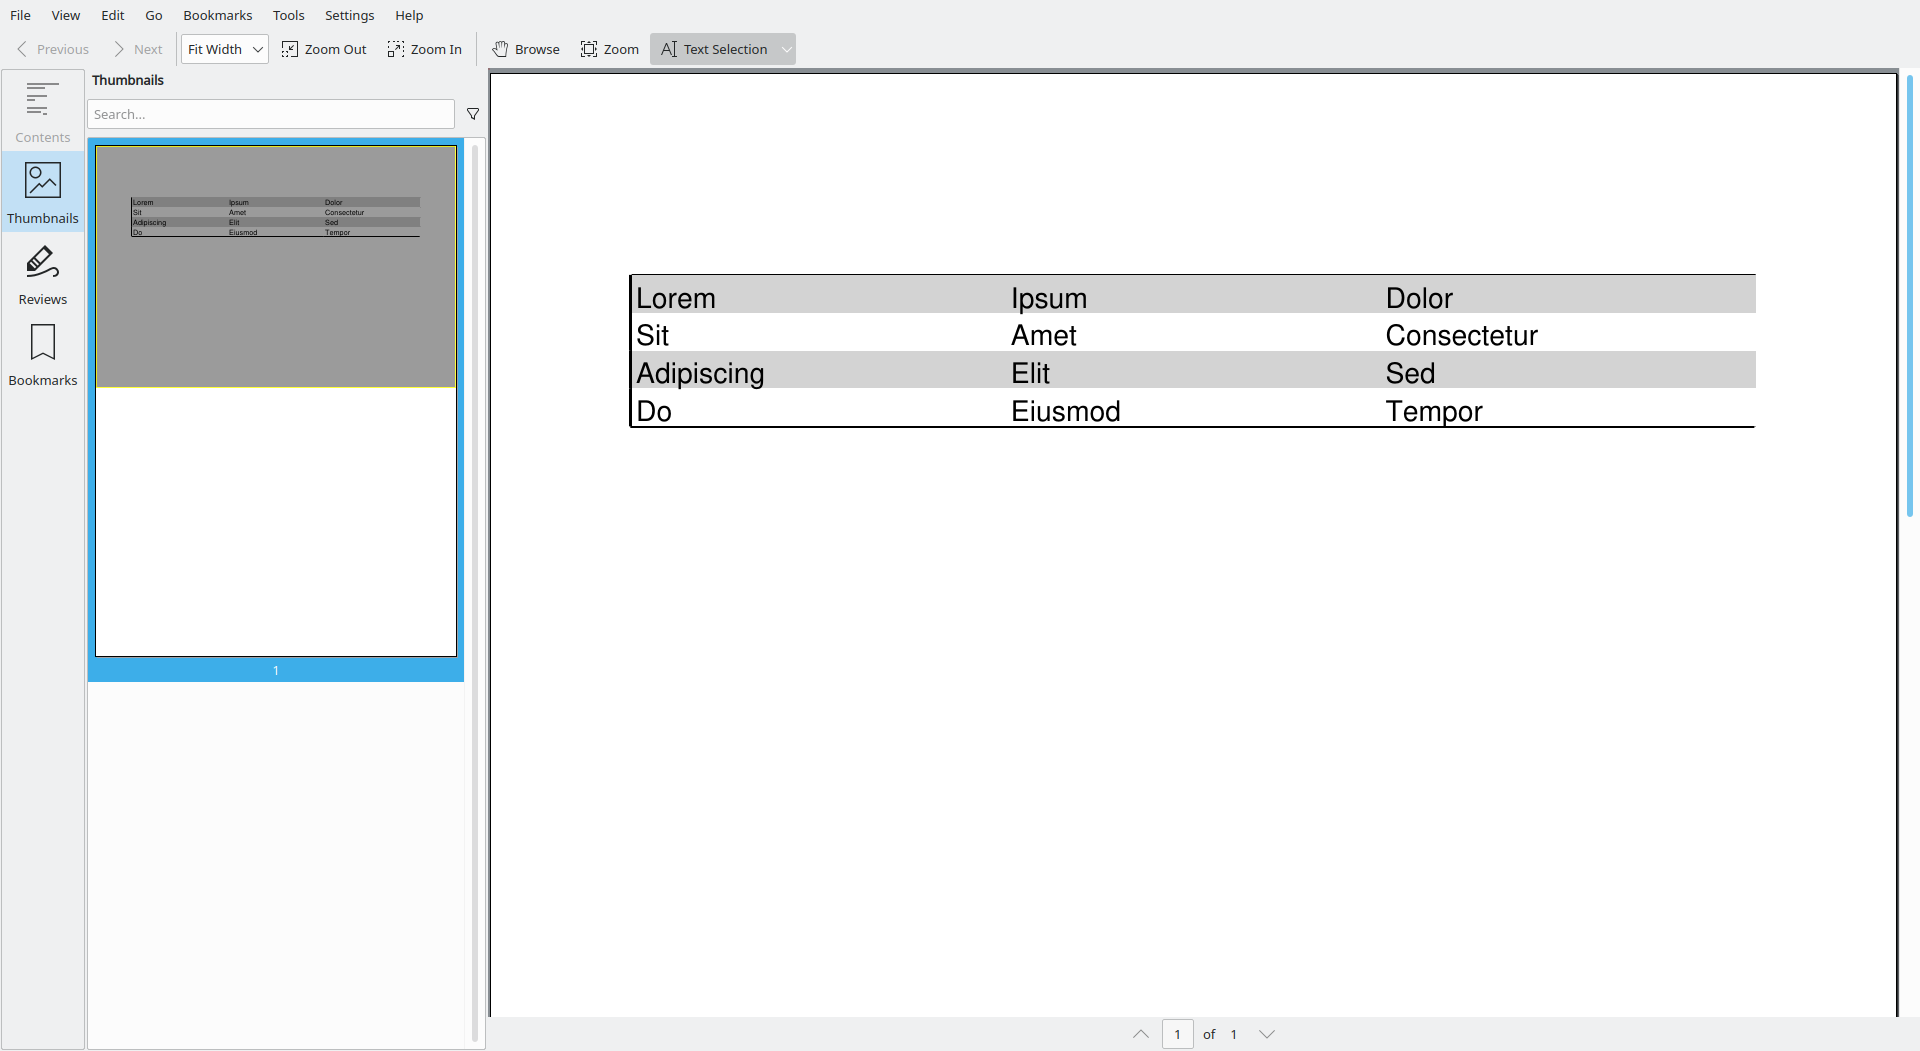 File View Edit Go Bookmarks Tools Settings Help
Previous Next Fit Width Zoom Out Zoom In Browse Zoom Text Selection
Contents
Thumbnails
Reviews
Bookmarks
Thumbnails
Search...
Lorem Ipsum Dolor
Sit Amet Consectetur
Adipiscing Elit Sed
Do Eiusmod Tempor
1
Lorem Ipsum Dolor
Sit Amet Consectetur
Adipiscing Elit Sed
Do Eiusmod Tempor
1 of 1